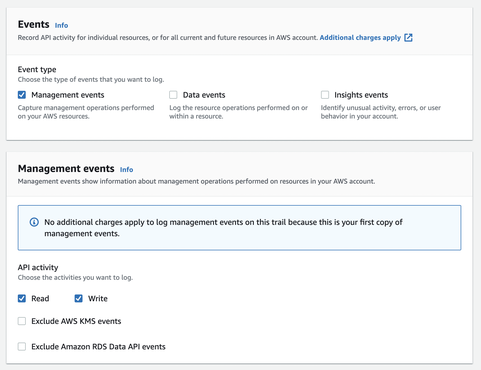 Events Info
Record API activity for individual resources, or for all current and future resources in AWS account. Additional charges apply
Event type
Choose the type of events that you want to log.
Management events
Capture management operations performed
on your AWS resources.
Data events
Log the resource operations performed on or
within a resource.
Insights events
Identify unusual activity, errors, or user
behavior in your account.
Management events Info
Management events show information about management operations performed on resources in your AWS account.
No additional charges apply to log management events on this trail because this is your first copy of
management events.
API activity
Choose the activities you want to log.
Read Write
Exclude AWS KMS events
Exclude Amazon RDS Data API events